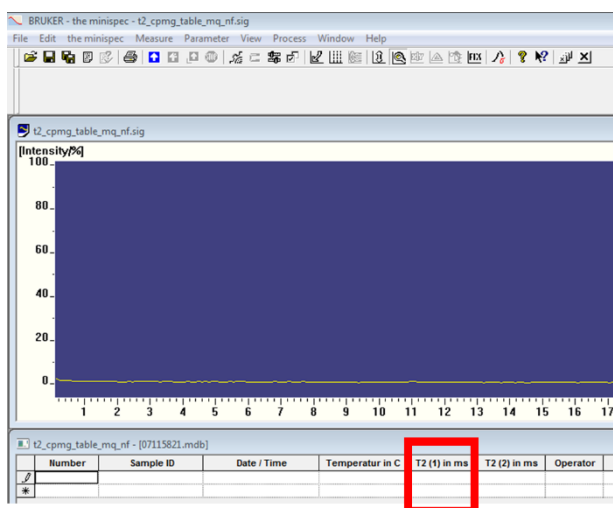 BRUKER - the minispec - t2_cpmg_table_mq_nf.sig
File Edit the minispec Measure Parameter View Process Window Help
FIX
t2_cpmg_table_mq_nf.sig
[Intensity/%]
100
80
60
40
20
0
1 2 3 4 5 6 7 8 9 10 11 12 13 14 15 16 17
t2_cpmg_table_mq_nf - [07115821.mdb]
Number Sample ID Date / Time Temperatur in C T2 (1) in ms T2 (2) in ms Operator